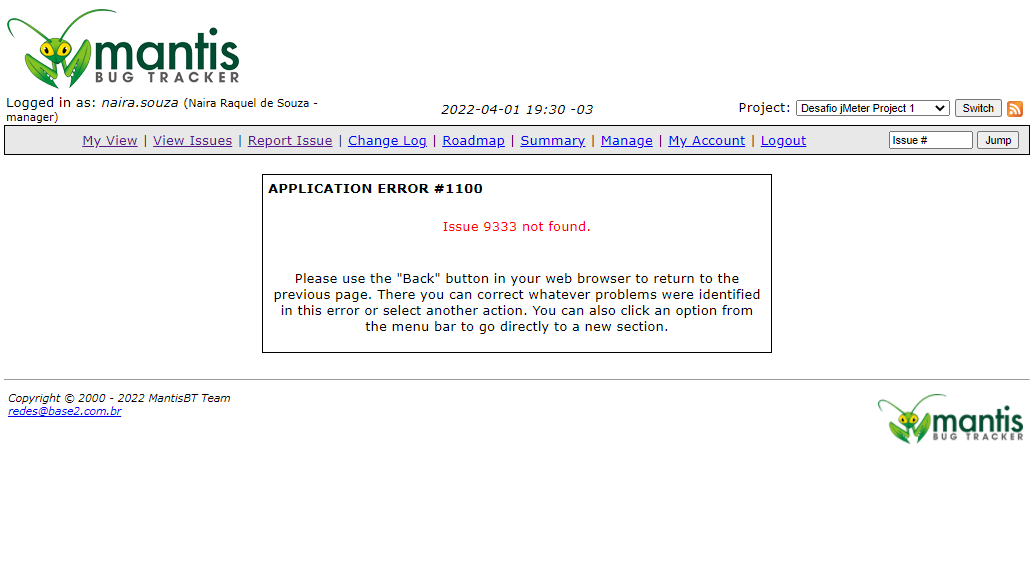 mantis
BUG TRACKER
Logged in as: naira.souza (Naira Raquel de Souza - manager)
2022-04-01 19:30 -03
Project: Desafio jMeter Project 1 Switch
My View | View Issues | Report Issue | Change Log | Roadmap | Summary | Manage | My Account | Logout
Issue # Jump
APPLICATION ERROR #1100
Issue 9333 not found.
Please use the "Back" button in your web browser to return to the
previous page. There you can correct whatever problems were identified
in this error or select another action. You can also click an option from
the menu bar to go directly to a new section.
Copyright © 2000 - 2022 MantisBT Team
redes@base2.com.br
mantis
BUG TRACKER